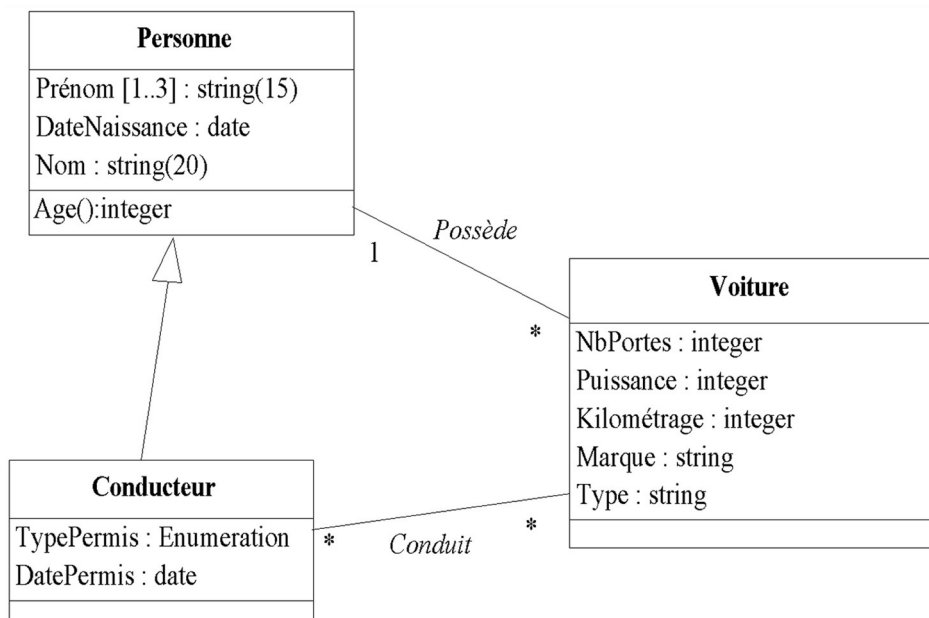 Personne
Prénom [1..3] : string(15)
DateNaissance : date
Nom : string(20)
Age():integer
Possède
1
*
Voiture
NbPortes : integer
Puissance : integer
Kilométrage : integer
Marque : string
Type : string
Conducteur
TypePermis : Enumeration
DatePermis : date
*
Conduit
*